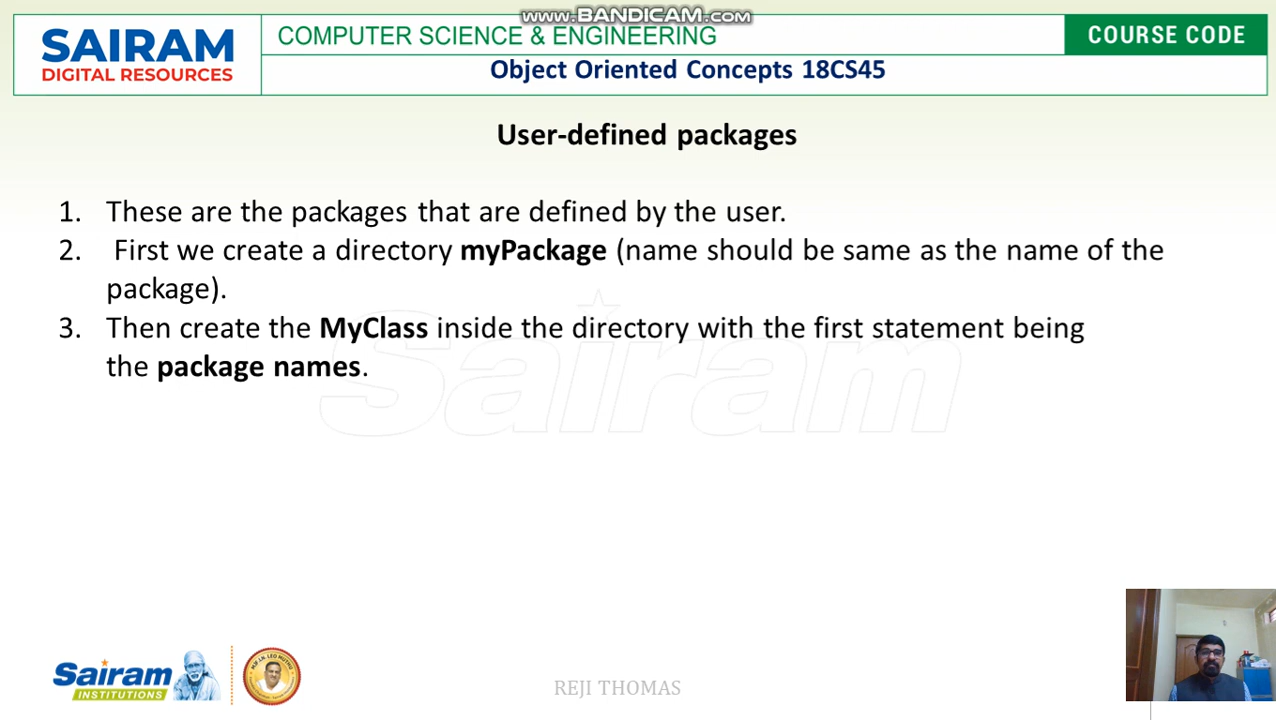 www.BANDICAM.com
SAIRAM
DIGITAL RESOURCES
COMPUTER SCIENCE & ENGINEERING
COURSE CODE
Object Oriented Concepts 18CS45
User-defined packages
1. These are the packages that are defined by the user.
2. First we create a directory myPackage (name should be same as the name of the
package).
3. Then create the MyClass inside the directory with the first statement being
the package names.
Sairam
Sairam
INSTITUTIONS
REJI THOMAS